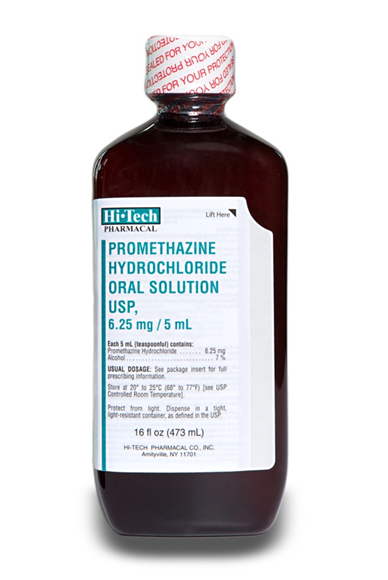 SEALED FOR YOUR PROTECTION
Hi•Tech
PHARMACAL
Lift Here
PROMETHAZINE
HYDROCHLORIDE
ORAL SOLUTION
USP,
6.25 mg / 5 mL
Each 5 mL (teaspoonful) contains:
Promethazine Hydrochloride ........ 6.25 mg
Alcohol ........ 7 %
USUAL DOSAGE: See package insert for full
prescribing information.
Store at 20° to 25°C (68° to 77°F) [see USP
Controlled Room Temperature].
Protect from light. Dispense in a tight,
light-resistant container, as defined in the USP.
16 fl oz (473 mL)
HI-TECH PHARMACAL CO., INC.
Amityville, NY 11701